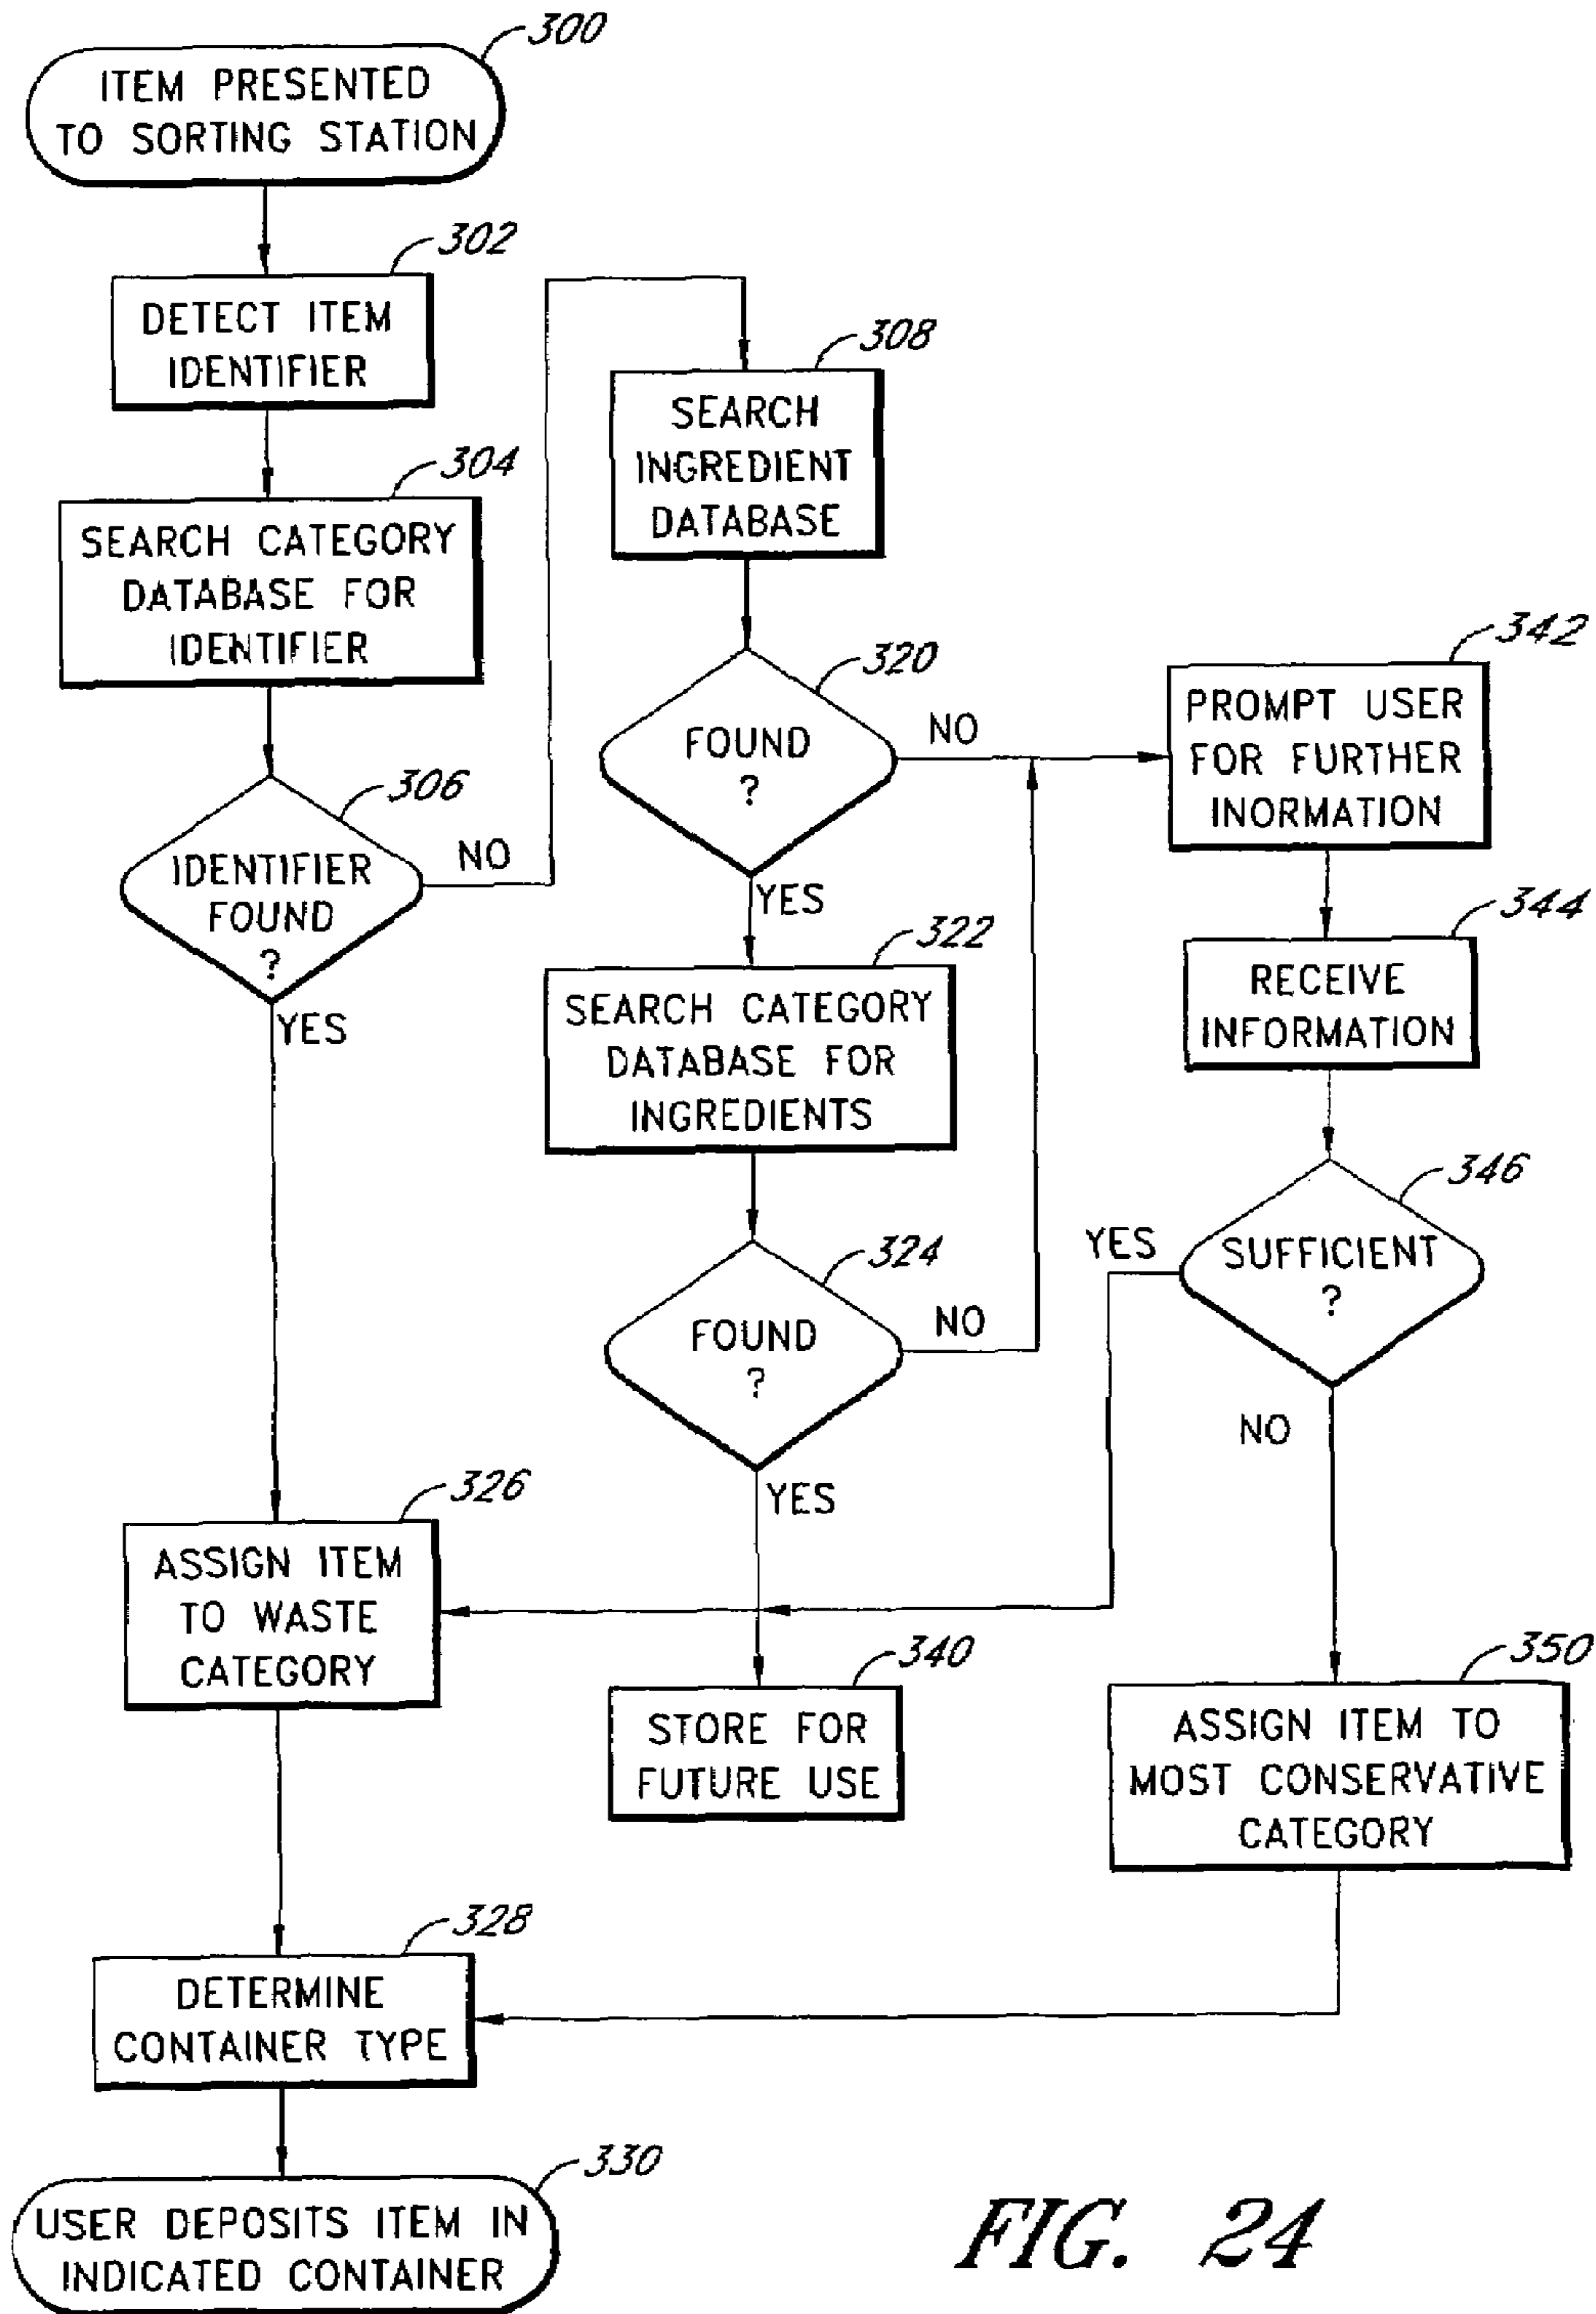 300
ITEM PRESENTED
TO SORTING STATION
302
DETECT ITEM
IDENTIFIER
304
SEARCH CATEGORY
DATABASE FOR
IDENTIFIER
306
IDENTIFIER
FOUND
?
NO
YES
308
SEARCH
INGREDIENT
DATABASE
320
FOUND
?
NO
YES
322
SEARCH CATEGORY
DATABASE FOR
INGREDIENTS
324
FOUND
?
NO
YES
342
PROMPT USER
FOR FURTHER
INORMATION
344
RECEIVE
INFORMATION
346
SUFFICIENT
?
YES
NO
326
ASSIGN ITEM
TO WASTE
CATEGORY
340
STORE FOR
FUTURE USE
350
ASSIGN ITEM TO
MOST CONSERVATIVE
CATEGORY
328
DETERMINE
CONTAINER TYPE
330
USER DEPOSITS ITEM IN
INDICATED CONTAINER
FIG. 24